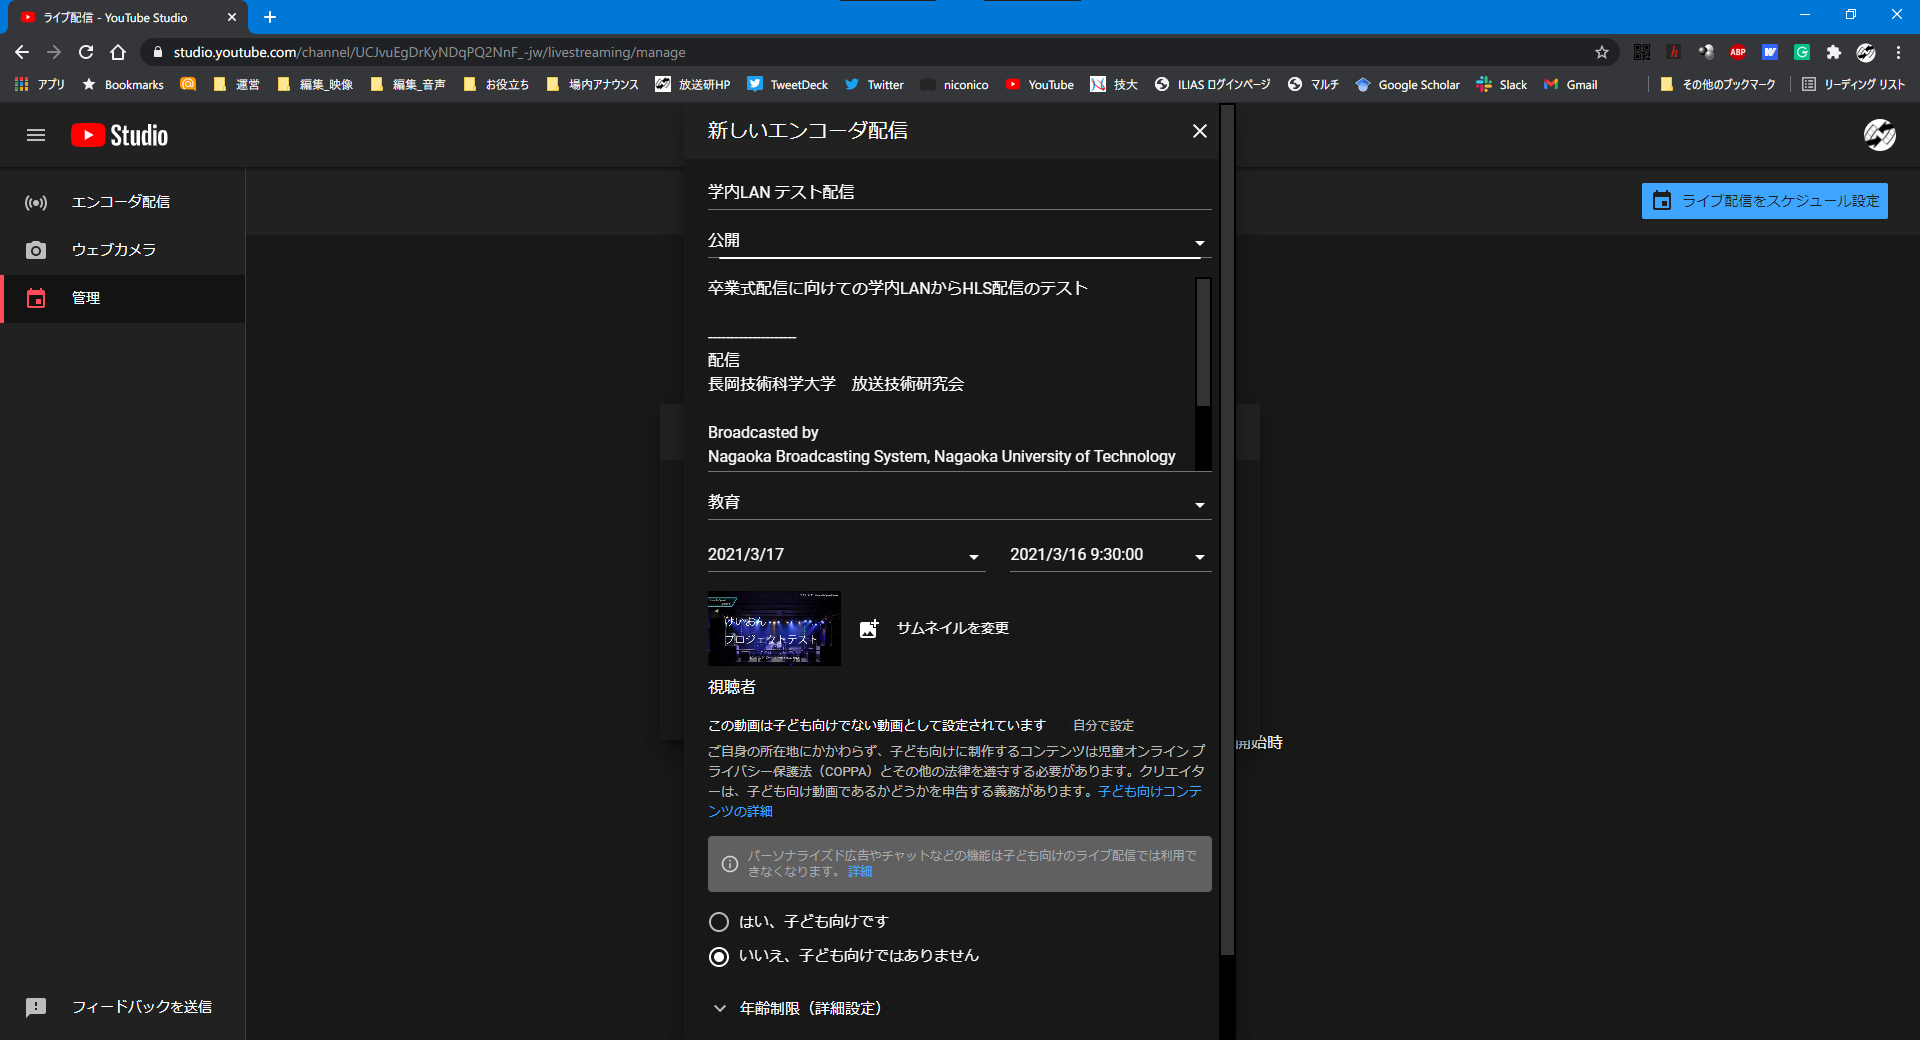 ライブ配信 - YouTube Studio
studio.youtube.com/channel/UCJvuEgDrKyNDqPQ2NnF_-jw/livestreaming/manage
アプリ Bookmarks 運営 編集_映像 編集_音声 お役立ち 場内アナウンス 放送研HP TweetDeck Twitter niconico YouTube 技大 ILIAS ログインページ マルチ Google Scholar Slack Gmail その他のブックマーク リーディング リスト
Studio
エンコーダ配信
ウェブカメラ
管理
フィードバックを送信
ライブ配信をスケジュール設定
新しいエンコーダ配信
学内LAN テスト配信
公開
卒業式配信に向けての学内LANからHLS配信のテスト
--------------------
配信
長岡技術科学大学　放送技術研究会
Broadcasted by
Nagaoka Broadcasting System, Nagaoka University of Technology
教育
2021/3/17 2021/3/16 9:30:00
けいおん
プロジェクトテスト
サムネイルを変更
視聴者
この動画は子ども向けでない動画として設定されています 自分で設定
ご自身の所在地にかかわらず、子ども向けに制作するコンテンツは児童オンライン プ
ライバシー保護法（COPPA）とその他の法律を遵守する必要があります。クリエイタ
ーは、子ども向け動画であるかどうかを申告する義務があります。子ども向けコンテ
ンツの詳細
パーソナライズド広告やチャットなどの機能は子ども向けのライブ配信では利用で
きなくなります。 詳細
はい、子ども向けです
いいえ、子ども向けではありません
年齢制限（詳細設定）
開始時
ABP